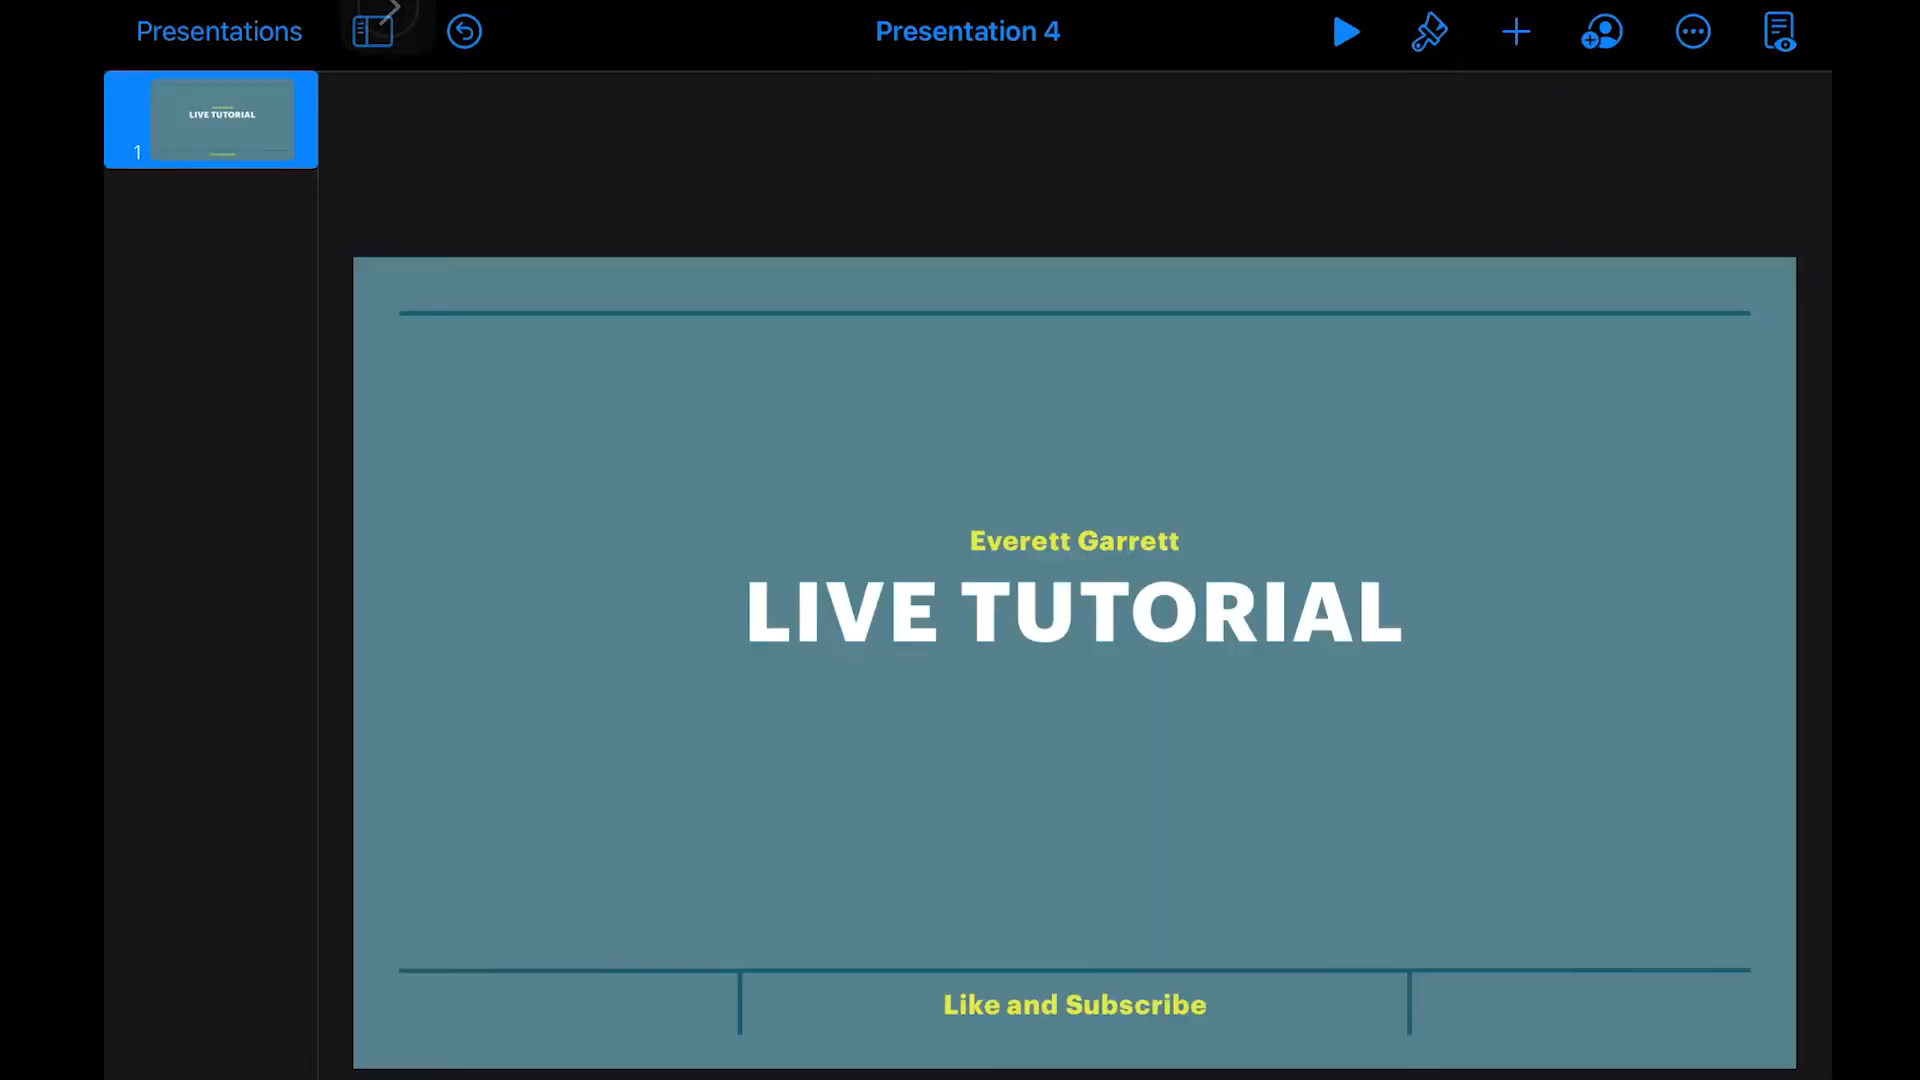 Presentations
Presentation 4
LIVE TUTORIAL
1
Everett Garrett
LIVE TUTORIAL
Like and Subscribe